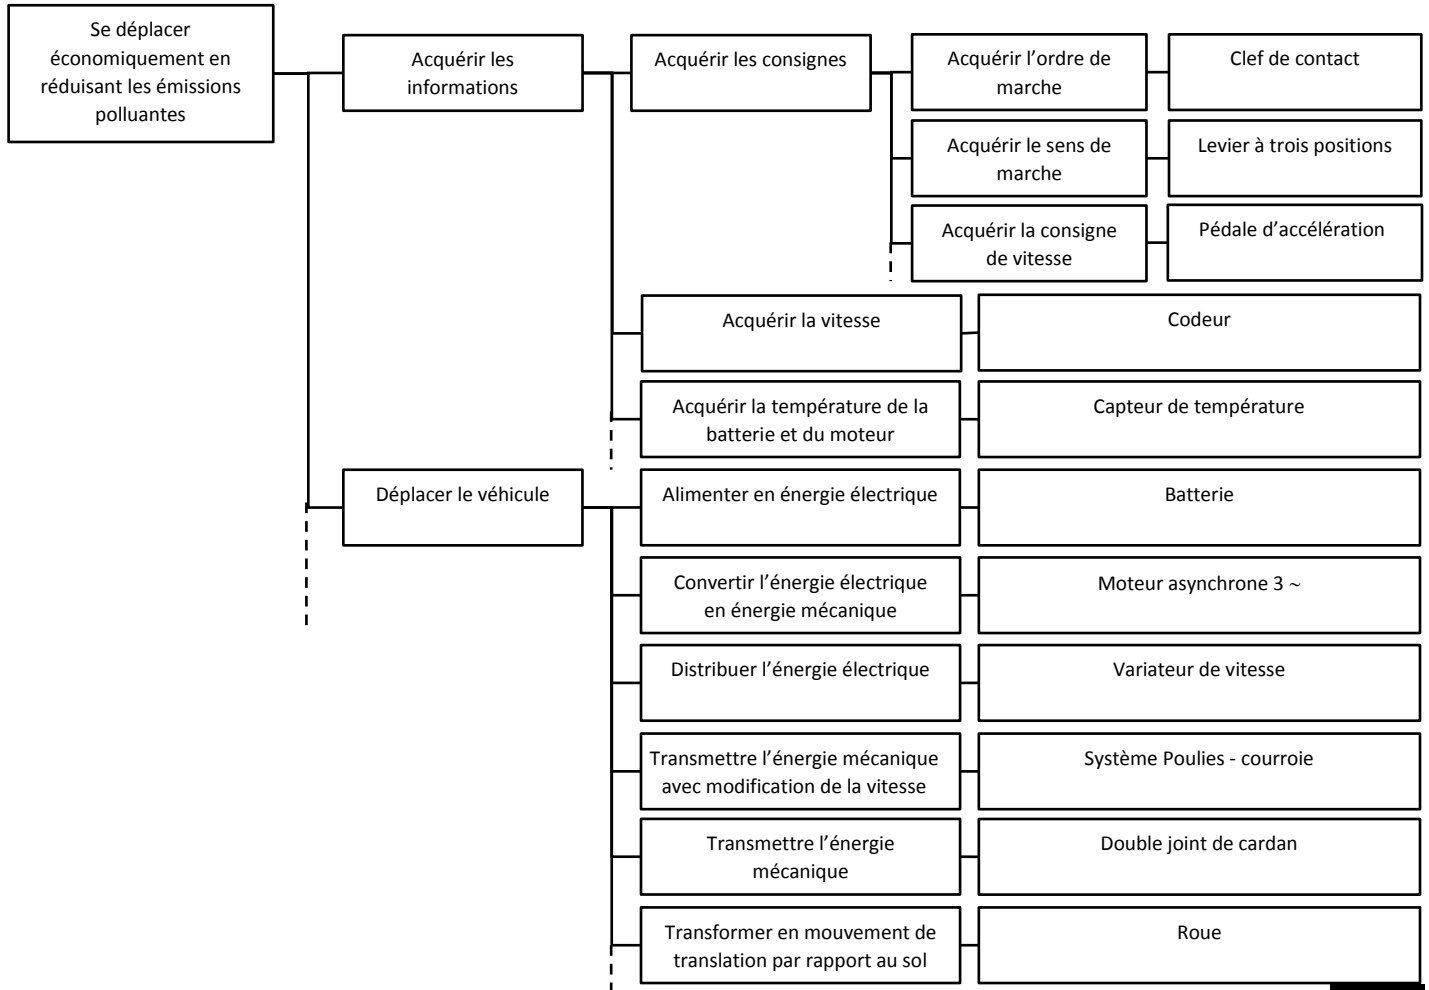 Se déplacer
économiquement en
réduisant les émissions
polluantes
Acquérir les
informations
Acquérir les consignes
Acquérir l’ordre de
marche
Clef de contact
Acquérir le sens de
marche
Levier à trois positions
Acquérir la consigne
de vitesse
Pédale d’accélération
Acquérir la vitesse
Codeur
Acquérir la température de la
batterie et du moteur
Capteur de température
Déplacer le véhicule
Alimenter en énergie électrique
Batterie
Convertir l’énergie électrique
en énergie mécanique
Moteur asynchrone 3 ~
Distribuer l’énergie électrique
Variateur de vitesse
Transmettre l’énergie mécanique
avec modification de la vitesse
Système Poulies - courroie
Transmettre l’énergie
mécanique
Double joint de cardan
Transformer en mouvement de
translation par rapport au sol
Roue